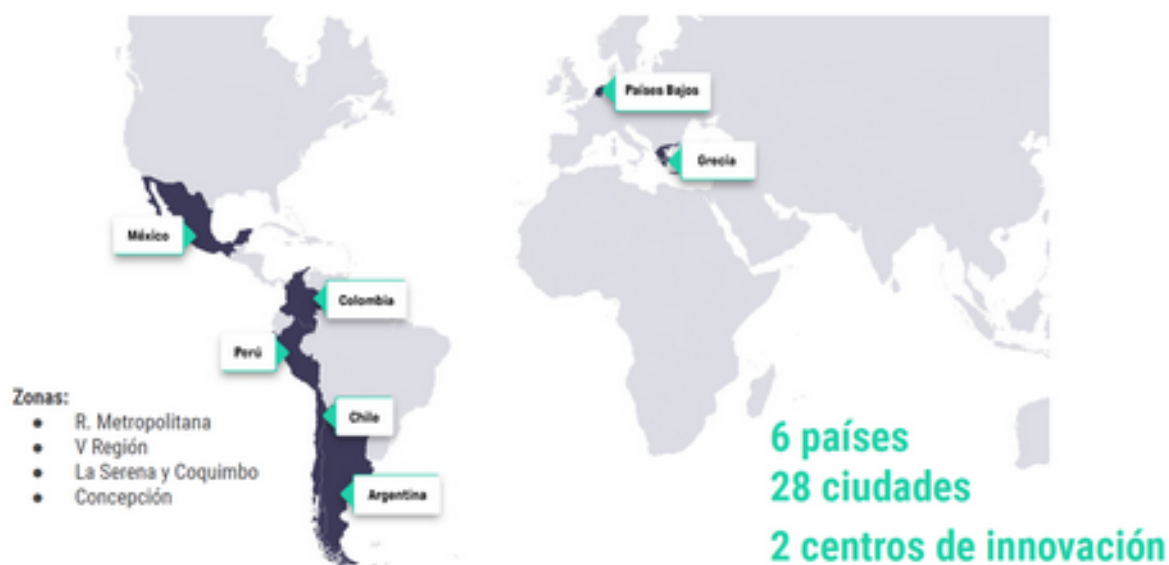 Países Bajos
Grecia
México
Colombia
Perú
Chile
Argentina
Zonas:
● R. Metropolitana
● V Región
● La Serena y Coquimbo
● Concepción
6 países
28 ciudades
2 centros de innovación